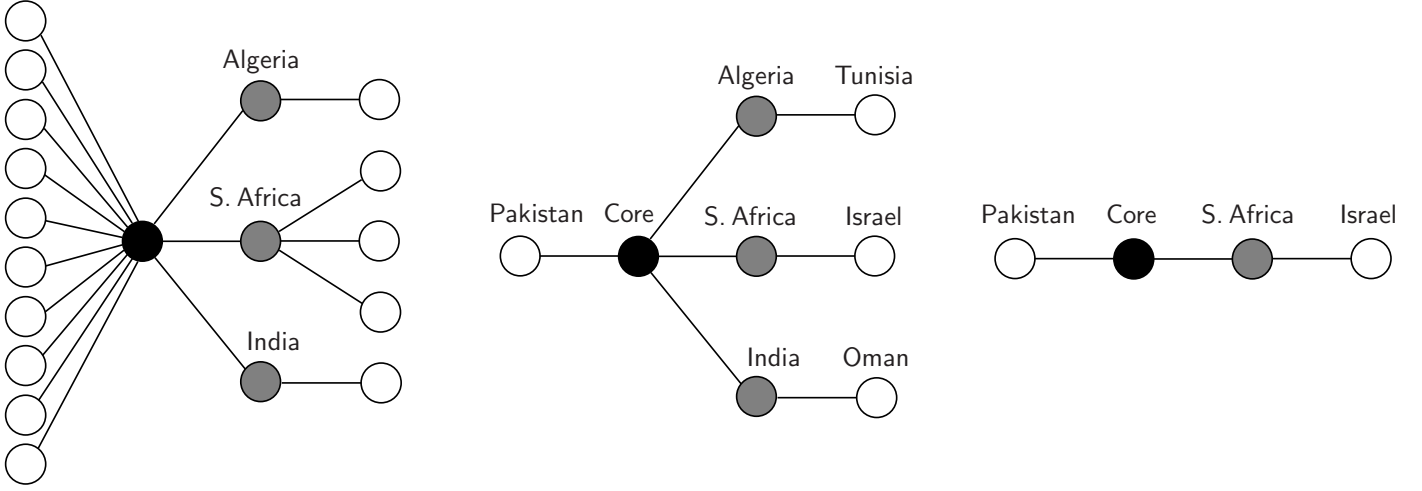 Algeria
S. Africa
India
Algeria Tunisia
Pakistan Core S. Africa Israel
India Oman
Pakistan Core S. Africa Israel